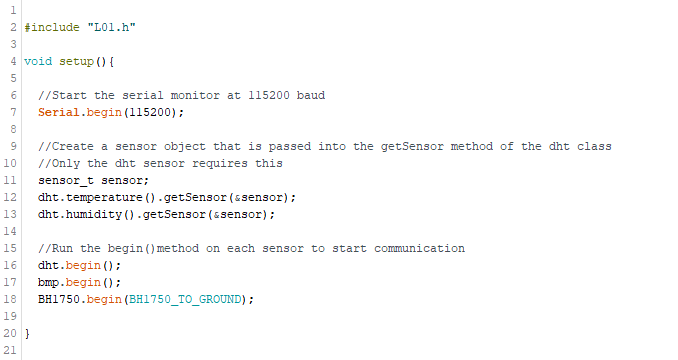 1
2 #include "L01.h"
3
4 void setup(){
5
6 //Start the serial monitor at 115200 baud
7 Serial.begin(115200);
8
9 //Create a sensor object that is passed into the getSensor method of the dht class
10 //Only the dht sensor requires this
11 sensor_t sensor;
12 dht.temperature().getSensor(&sensor);
13 dht.humidity().getSensor(&sensor);
14
15 //Run the begin()method on each sensor to start communication
16 dht.begin();
17 bmp.begin();
18 BH1750.begin(BH1750_TO_GROUND);
19
20 }
21